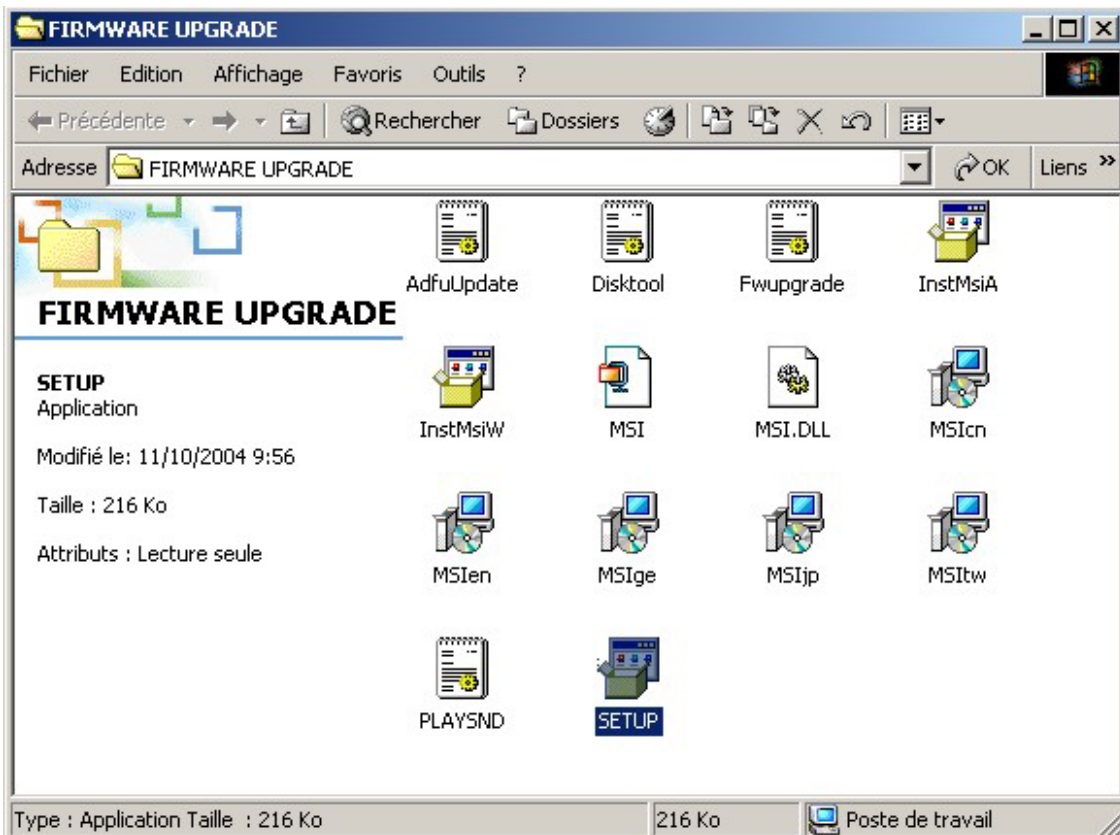 FIRMWARE UPGRADE
Fichier Edition Affichage Favoris Outils ?
Précédente Rechercher Dossiers
Adresse FIRMWARE UPGRADE OK Liens »
FIRMWARE UPGRADE
SETUP
Application
Modifié le: 11/10/2004 9:56
Taille : 216 Ko
Attributs : Lecture seule
AdfuUpdate Disktool Fwupgrade InstMsiA
InstMsiW MSI MSI.DLL MSIcn
MSIen MSIge MSIjp MSItw
PLAYSND SETUP
Type : Application Taille : 216 Ko 216 Ko Poste de travail